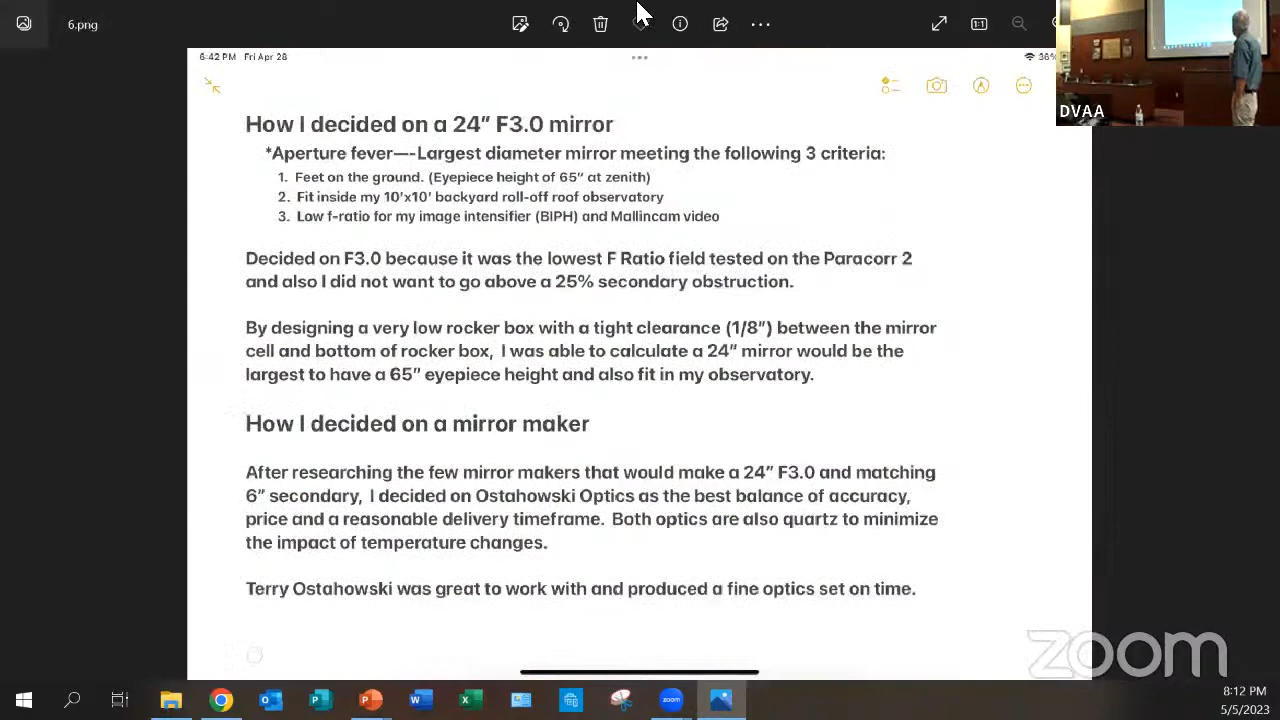 6.png
DVAA
6:42 PM Fri Apr 28
36%
How I decided on a 24” F3.0 mirror
*Aperture fever—-Largest diameter mirror meeting the following 3 criteria:
1. Feet on the ground. (Eyepiece height of 65” at zenith)
2. Fit inside my 10’x10’ backyard roll-off roof observatory
3. Low f-ratio for my image intensifier (BIPH) and Mallincam video
Decided on F3.0 because it was the lowest F Ratio field tested on the Paracorr 2
and also I did not want to go above a 25% secondary obstruction.
By designing a very low rocker box with a tight clearance (1/8”) between the mirror
cell and bottom of rocker box, I was able to calculate a 24” mirror would be the
largest to have a 65” eyepiece height and also fit in my observatory.
How I decided on a mirror maker
After researching the few mirror makers that would make a 24” F3.0 and matching
6” secondary, I decided on Ostahowski Optics as the best balance of accuracy,
price and a reasonable delivery timeframe. Both optics are also quartz to minimize
the impact of temperature changes.
Terry Ostahowski was great to work with and produced a fine optics set on time.
zoom
zoom
8:12 PM
5/5/2023